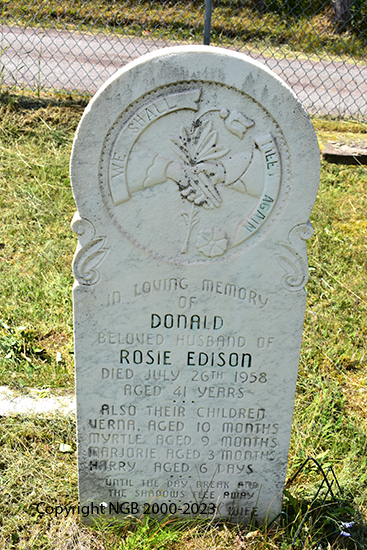 WE SHALL
MEET AGAIN
IN LOVING MEMORY
OF
DONALD
BELOVED HUSBAND OF
ROSIE EDISON
DIED JULY 26TH 1958
AGED 41 YEARS
ALSO THEIR CHILDREN
VERNA, AGED 10 MONTHS
MYRTLE, AGED 9 MONTHS
MARJORIE AGED 3 MONTHS
HARRY, AGED 6 DAYS
UNTIL THE DAY BREAK AND
THE SHADOWS FLEE AWAY
WIFE
Copyright NGB 2000-2023